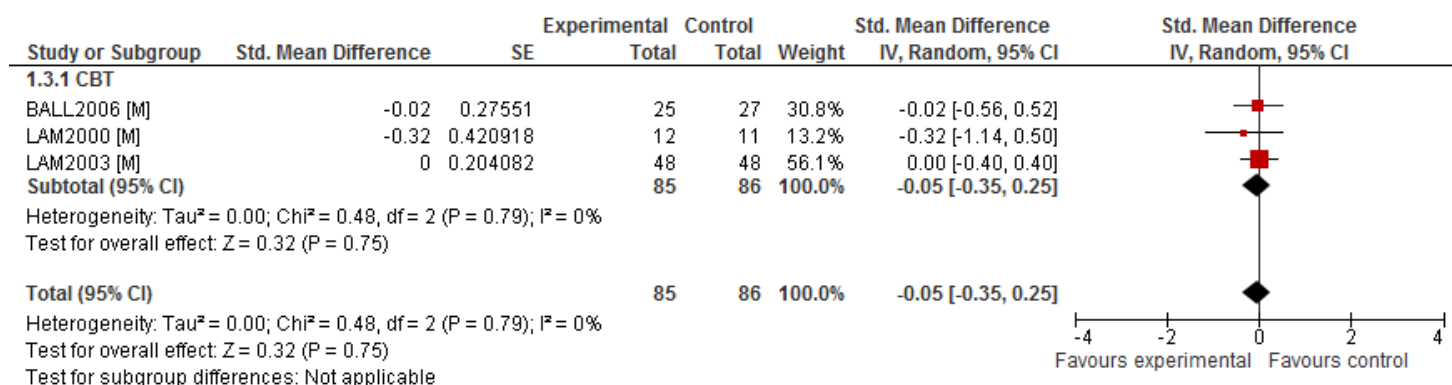 Experimental Control Std. Mean Difference Std. Mean Difference
Study or Subgroup Std. Mean Difference SE Total Total Weight IV, Random, 95% CI IV, Random, 95% CI
1.3.1 CBT
BALL2006 [M] -0.02 0.27551 25 27 30.8% -0.02 [-0.56, 0.52]
LAM2000 [M] -0.32 0.420918 12 11 13.2% -0.32 [-1.14, 0.50]
LAM2003 [M] 0 0.204082 48 48 56.1% 0.00 [-0.40, 0.40]
Subtotal (95% CI) 85 86 100.0% -0.05 [-0.35, 0.25]
Heterogeneity: Tau² = 0.00; Chi² = 0.48, df = 2 (P = 0.79); I² = 0%
Test for overall effect: Z = 0.32 (P = 0.75)
Total (95% CI) 85 86 100.0% -0.05 [-0.35, 0.25]
Heterogeneity: Tau² = 0.00; Chi² = 0.48, df = 2 (P = 0.79); I² = 0%
Test for overall effect: Z = 0.32 (P = 0.75)
Test for subgroup differences: Not applicable
-4 -2 0 2 4
Favours experimental Favours control